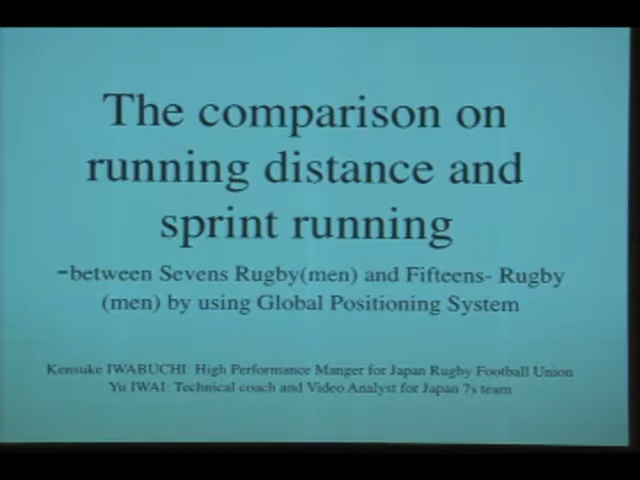 The comparison on
running distance and
sprint running
-between Sevens Rugby(men) and Fifteens- Rugby
(men) by using Global Positioning System
Kensuke IWABUCHI: High Performance Manger for Japan Rugby Football Union
Yu IWAI: Technical coach and Video Analyst for Japan 7s team